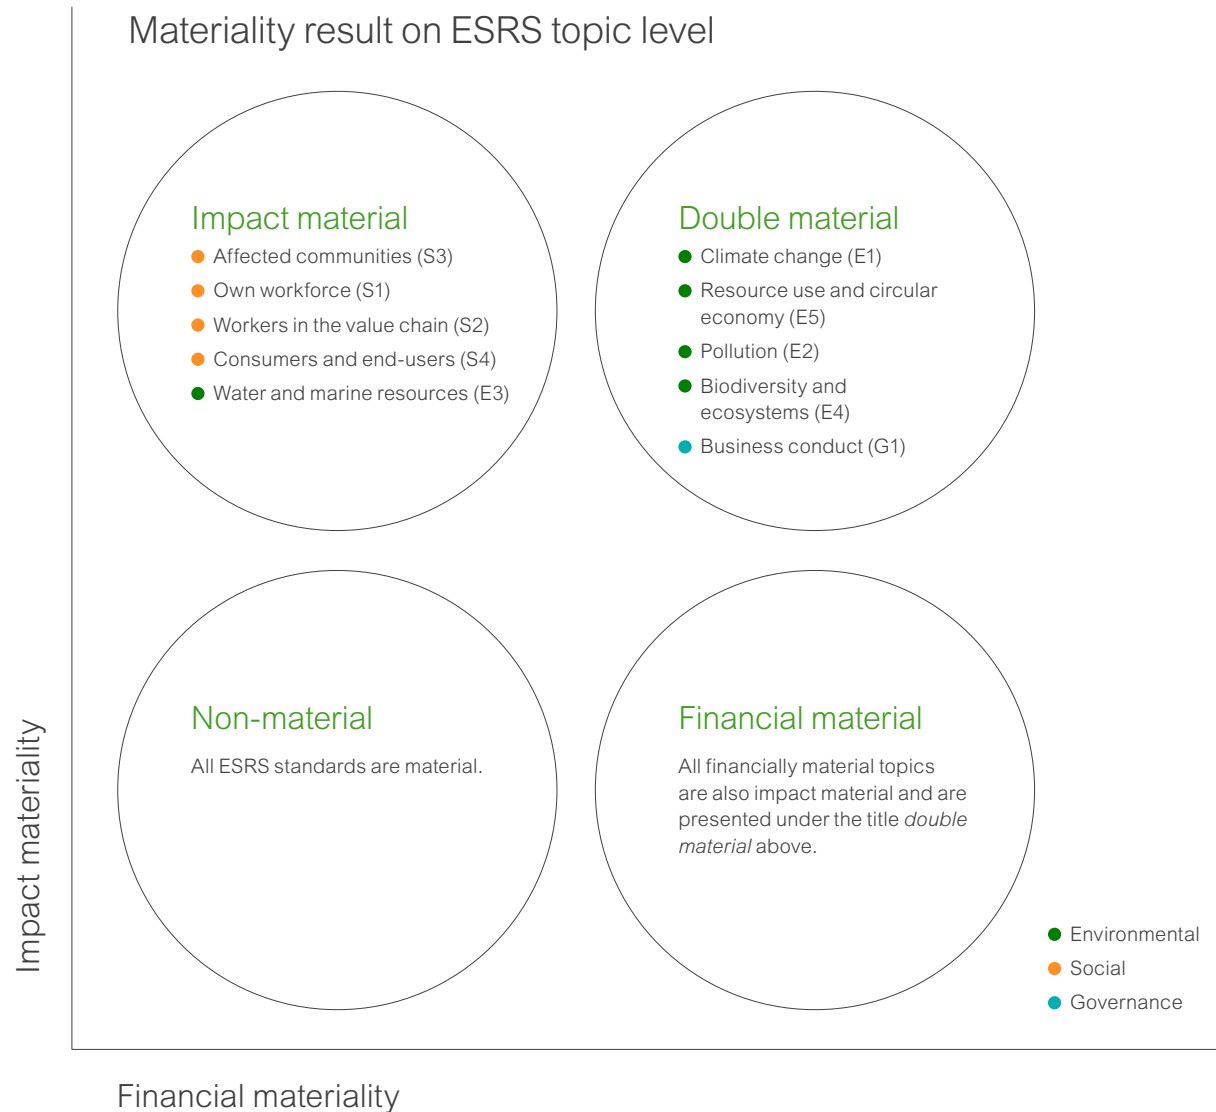 Materiality result on ESRS topic level
Impact material
Affected communities (S3)
Own workforce (S1)
Workers in the value chain (S2)
Consumers and end-users (S4)
Water and marine resources (E3)
Double material
Climate change (E1)
Resource use and circular
economy (E5)
Pollution (E2)
Biodiversity and
ecosystems (E4)
Business conduct (G1)
Non-material
All ESRS standards are material.
Financial material
All financially material topics
are also impact material and are
presented under the title double
material above.
Impact materiality
Environmental
Social
Governance
Financial materiality